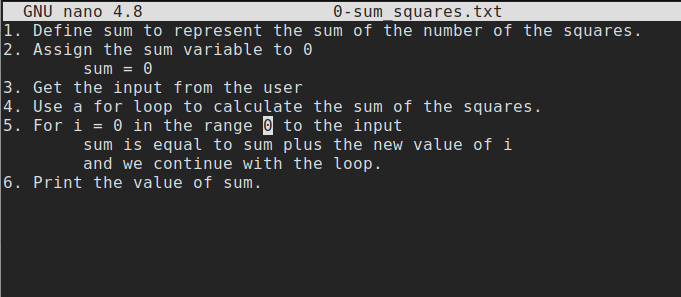 GNU nano 4.8 0-sum_squares.txt
1. Define sum to represent the sum of the number of the squares.
2. Assign the sum variable to 0
sum = 0
3. Get the input from the user
4. Use a for loop to calculate the sum of the squares.
5. For i = 0 in the range 0 to the input
sum is equal to sum plus the new value of i
and we continue with the loop.
6. Print the value of sum.